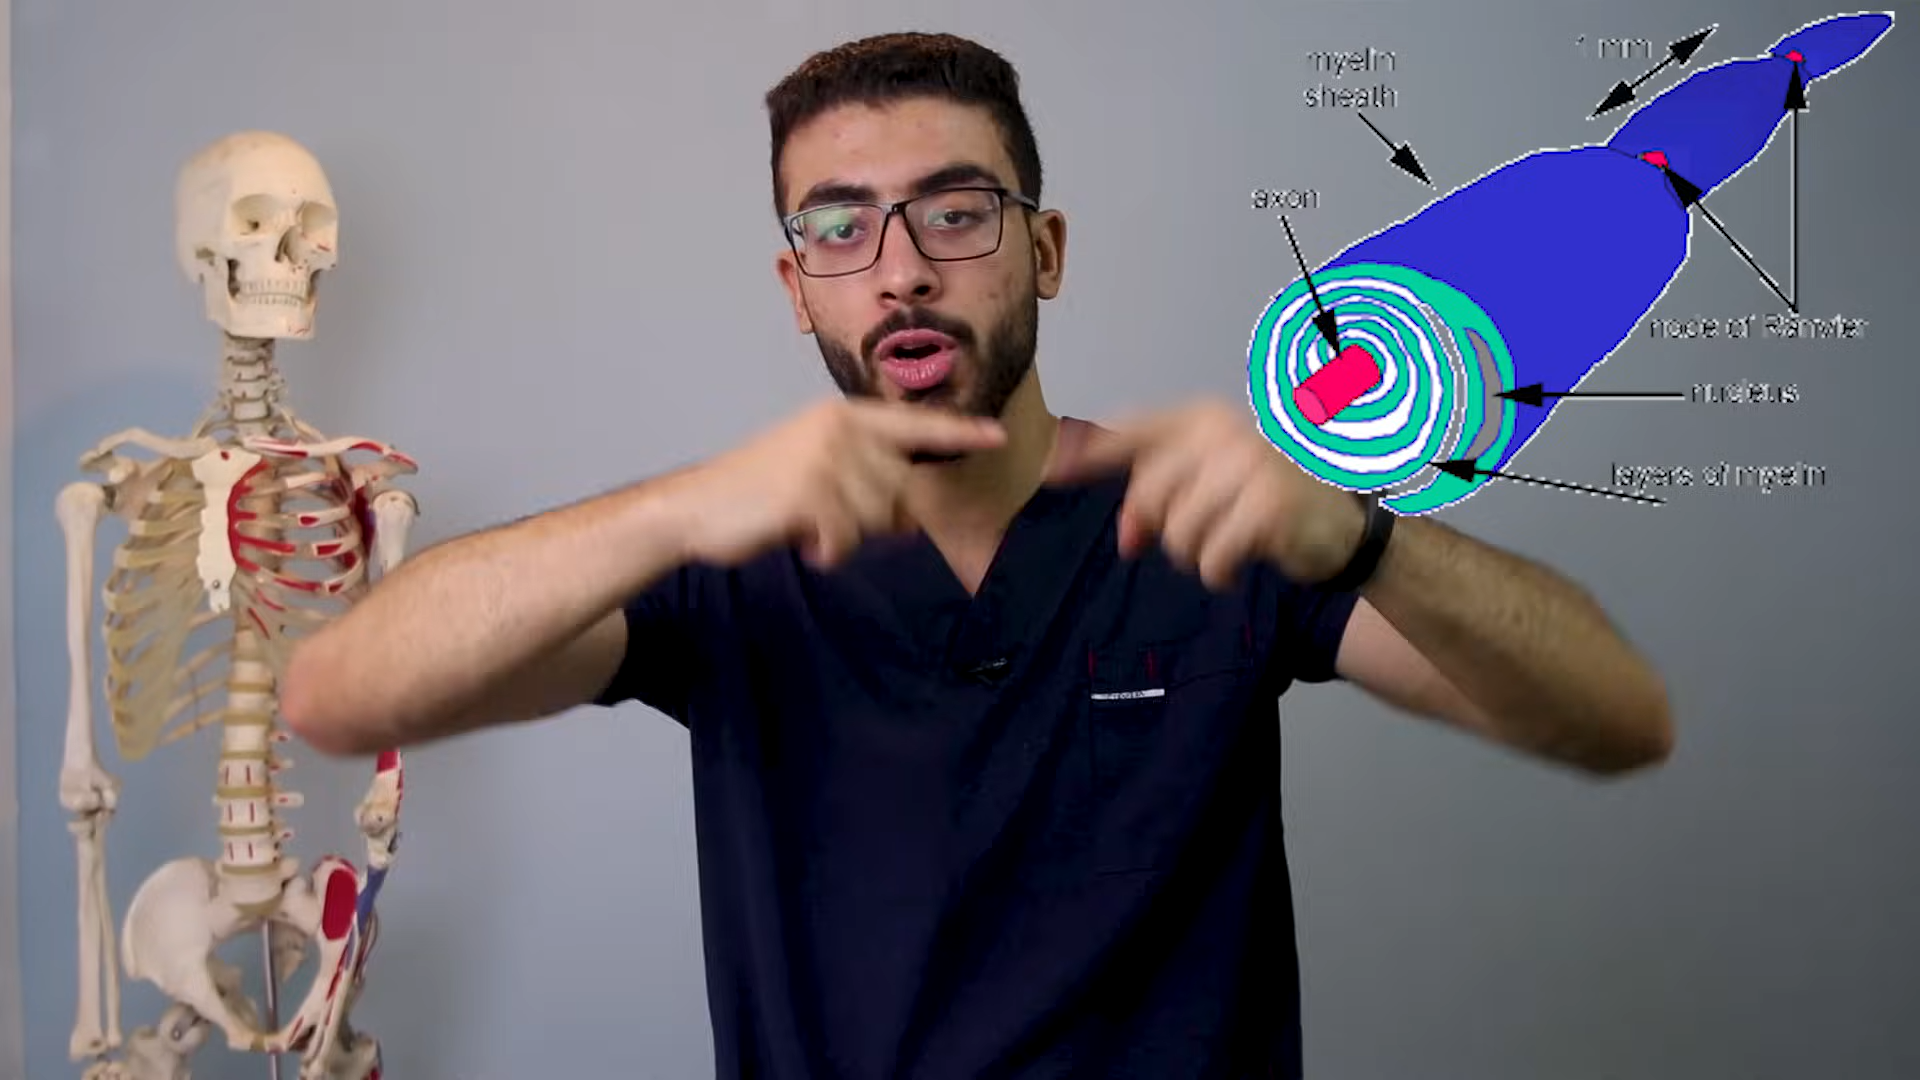 myelin
sheath
1 mm
axon
node of Ranvier
nucleus
layers of myelin